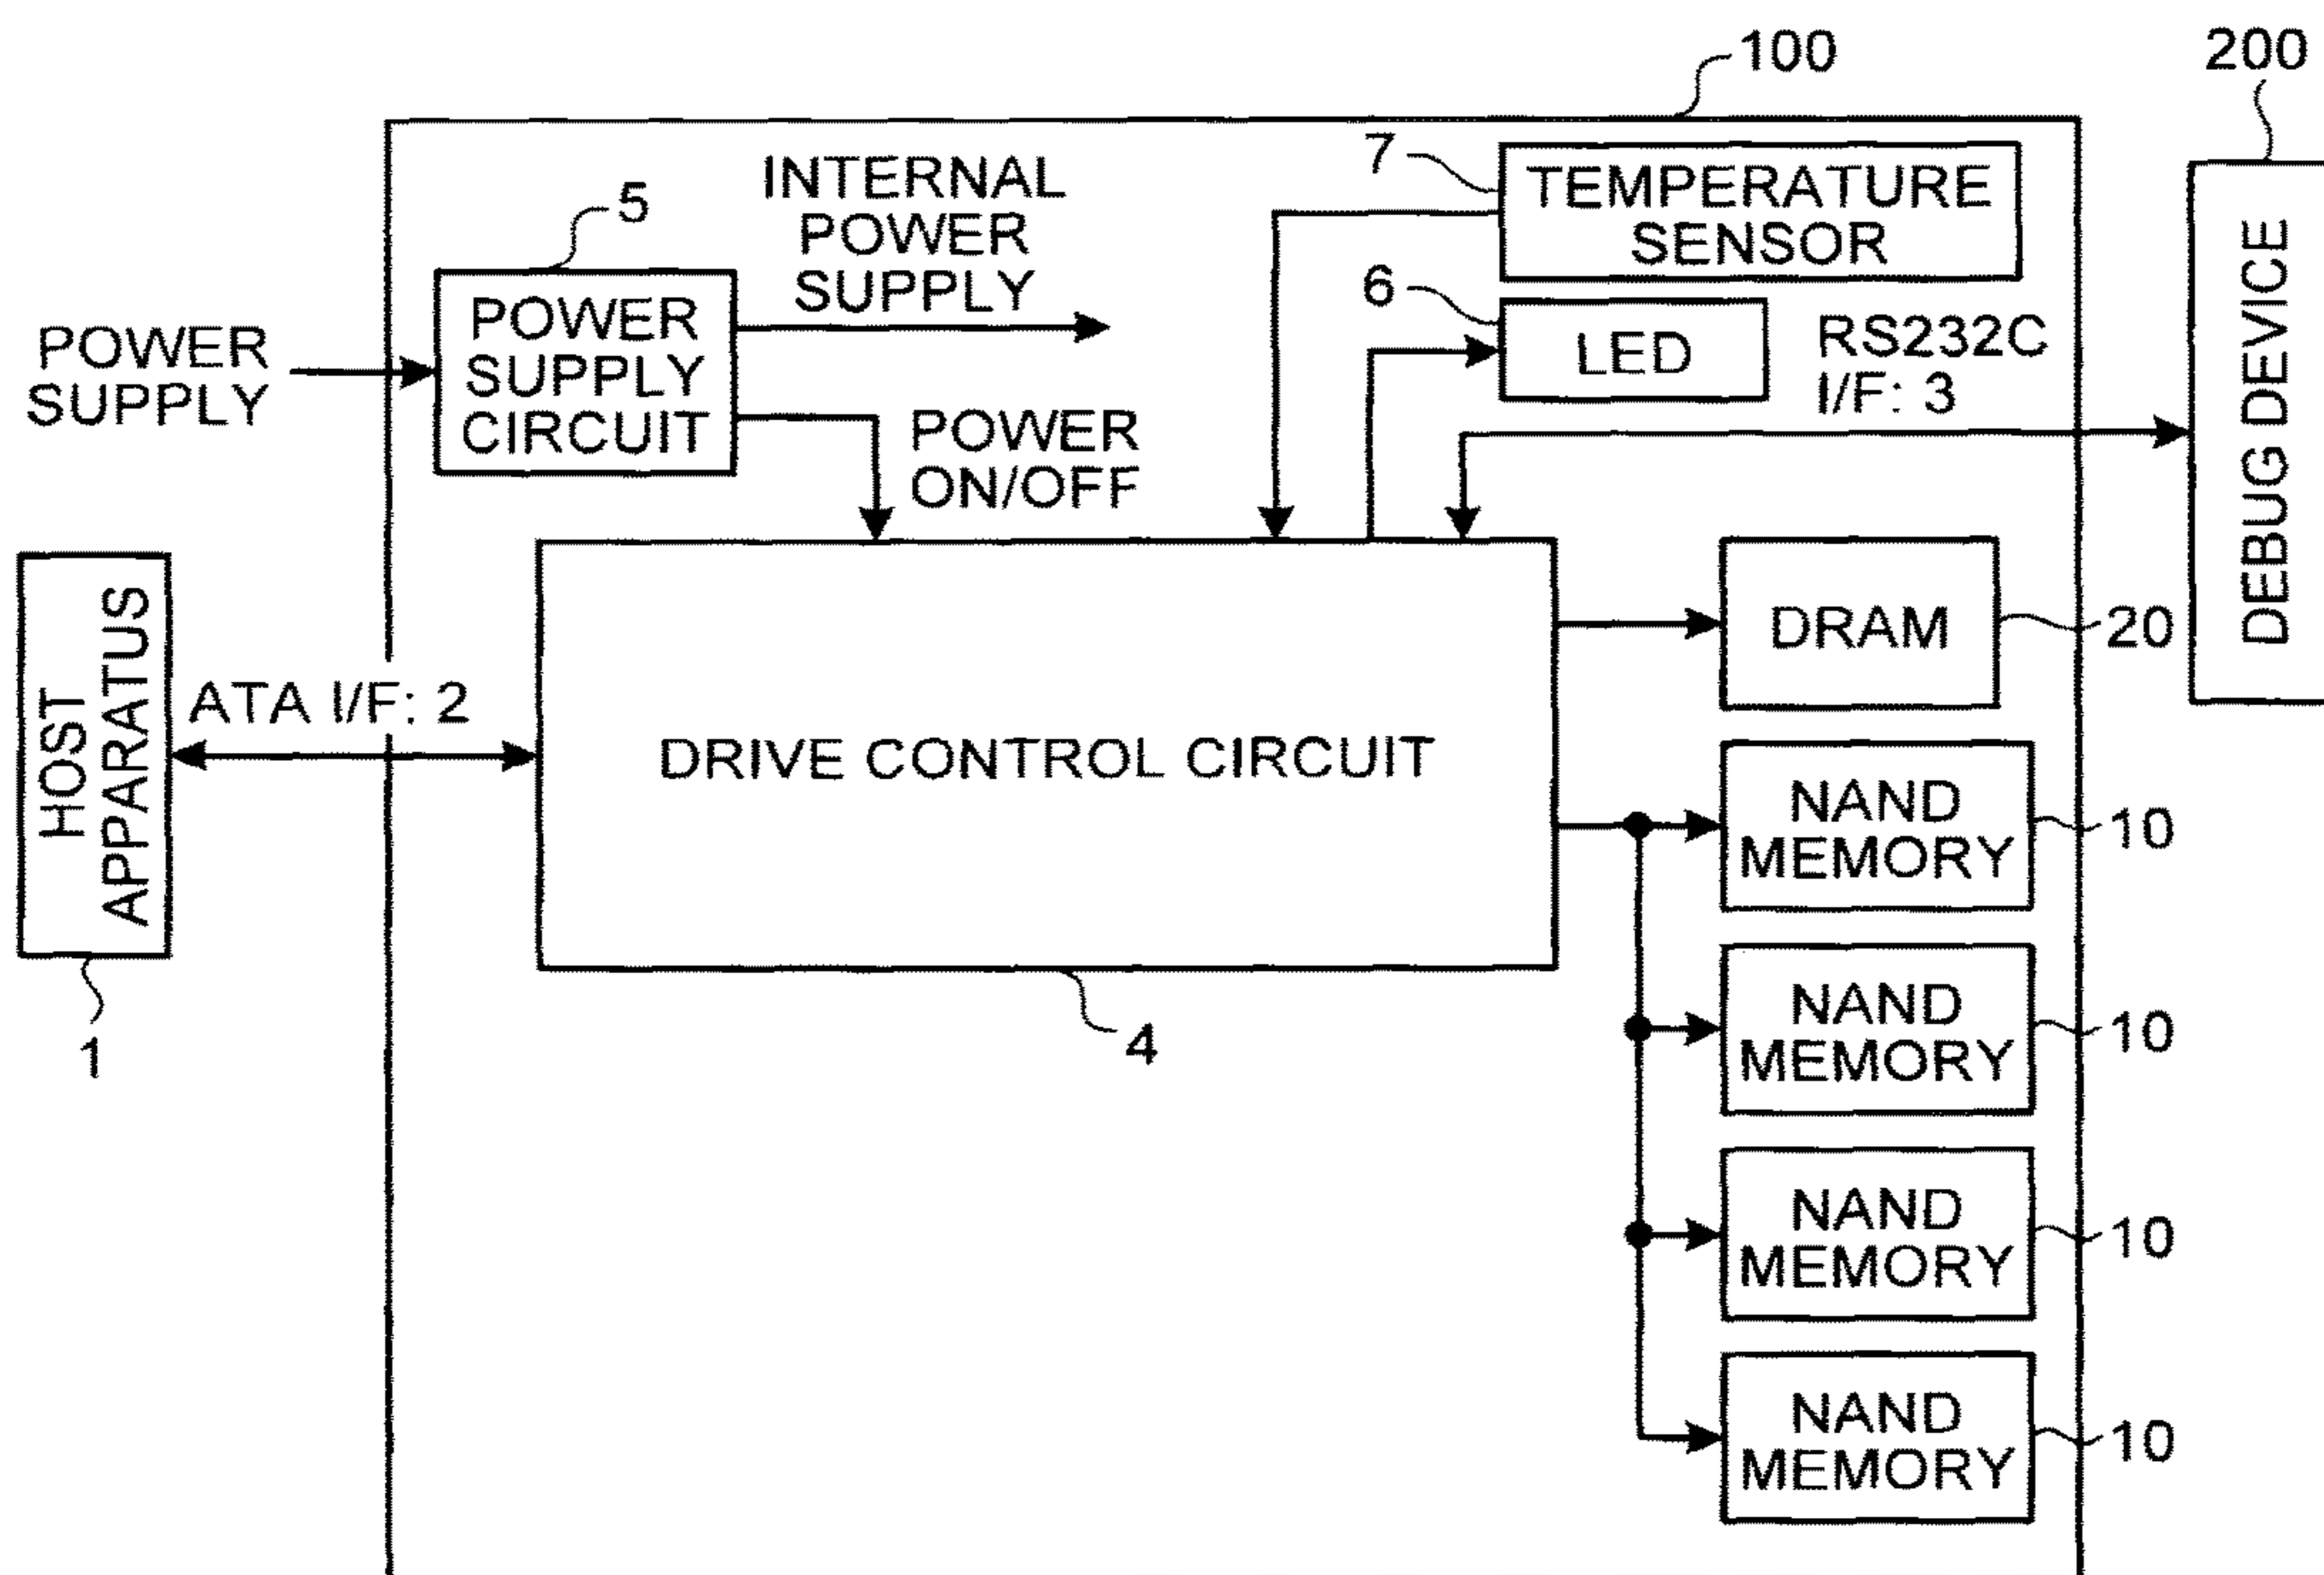 100
200
7
TEMPERATURE
SENSOR
INTERNAL
POWER
SUPPLY
5
POWER
SUPPLY
CIRCUIT
POWER
SUPPLY
6
LED
RS232C
I/F: 3
DEBUG DEVICE
POWER
ON/OFF
HOST
APPARATUS
1
ATA I/F: 2
DRIVE CONTROL CIRCUIT
4
DRAM
20
NAND
MEMORY
10
NAND
MEMORY
10
NAND
MEMORY
10
NAND
MEMORY
10